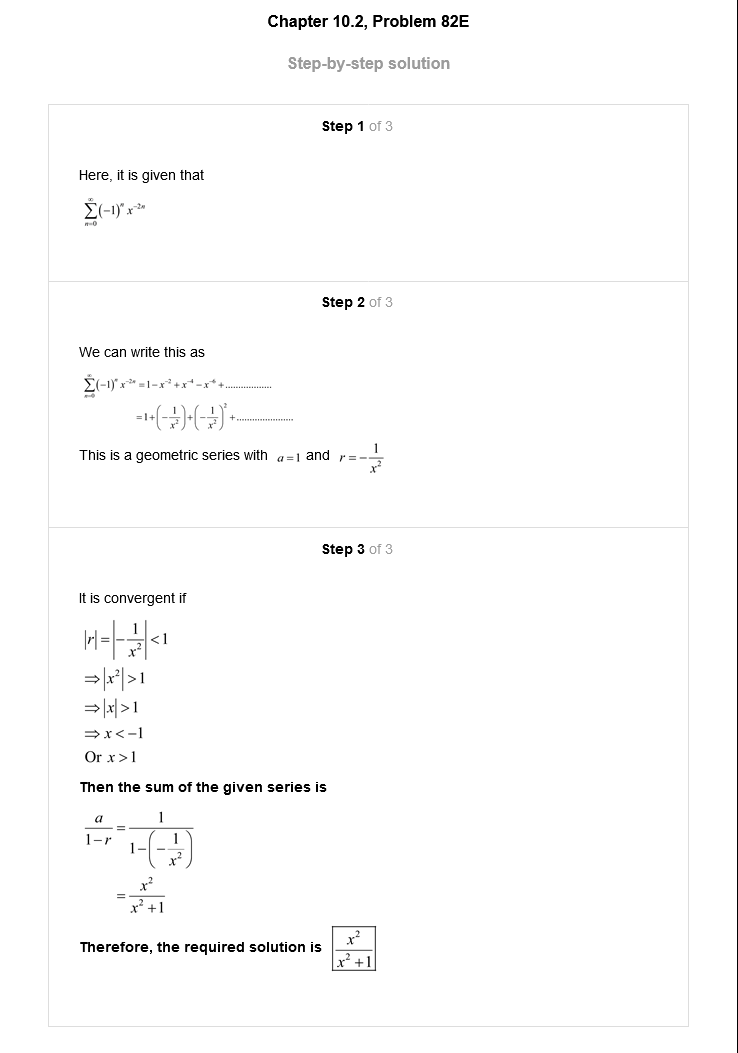 Chapter 10.2, Problem 82E
Step-by-step solution
Step 1 of 3
Here, it is given that
$\sum_{n=0}^{\infty}(-1)^n x^{-2n}$
Step 2 of 3
We can write this as
$\sum_{n=0}^{\infty}(-1)^n x^{-2n} = 1 - x^{-2} + x^{-4} - x^{-6} + ..................$
$= 1 + \left(-\frac{1}{x^2}\right) + \left(-\frac{1}{x^2}\right)^2 + ......................$
This is a geometric series with $a = 1$ and $r = -\frac{1}{x^2}$
Step 3 of 3
It is convergent if
$|r| = \left|-\frac{1}{x^2}\right| < 1$
$\Rightarrow |x^2| > 1$
$\Rightarrow |x| > 1$
$\Rightarrow x < -1$
Or $x > 1$
Then the sum of the given series is
$\frac{a}{1-r} = \frac{1}{1-\left(-\frac{1}{x^2}\right)}$
$= \frac{x^2}{x^2+1}$
Therefore, the required solution is $\boxed{\frac{x^2}{x^2+1}}$